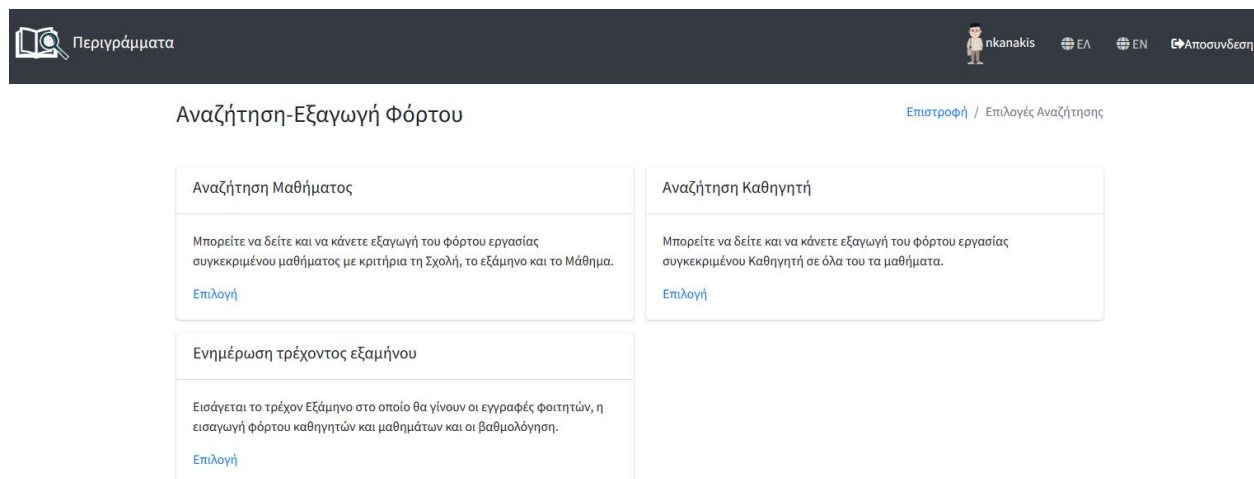 Περιγράμματα
nkanakis ΕΛ EN Αποσυνδεση
Αναζήτηση-Εξαγωγή Φόρτου
Επιστροφή / Επιλογές Αναζήτησης
Αναζήτηση Μαθήματος
Μπορείτε να δείτε και να κάνετε εξαγωγή του φόρτου εργασίας
συγκεκριμένου μαθήματος με κριτήρια τη Σχολή, το εξάμηνο και το Μάθημα.
Επιλογή
Αναζήτηση Καθηγητή
Μπορείτε να δείτε και να κάνετε εξαγωγή του φόρτου εργασίας
συγκεκριμένου Καθηγητή σε όλα του τα μαθήματα.
Επιλογή
Ενημέρωση τρέχοντος εξαμήνου
Εισάγεται το τρέχον Εξάμηνο στο οποίο θα γίνουν οι εγγραφές φοιτητών, η
εισαγωγή φόρτου καθηγητών και μαθημάτων και οι βαθμολόγηση.
Επιλογή